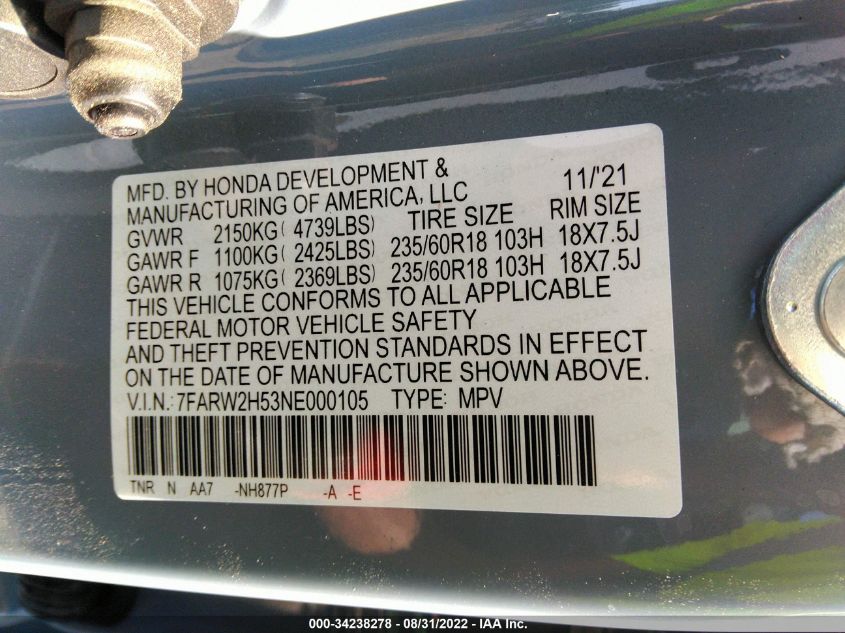 MFD. BY HONDA DEVELOPMENT & 11/'21
MANUFACTURING OF AMERICA, LLC
GVWR 2150KG( 4739LBS) TIRE SIZE RIM SIZE
GAWR F 1100KG( 2425LBS) 235/60R18 103H 18X7.5J
GAWR R 1075KG( 2369LBS) 235/60R18 103H 18X7.5J
THIS VEHICLE CONFORMS TO ALL APPLICABLE
FEDERAL MOTOR VEHICLE SAFETY
AND THEFT PREVENTION STANDARDS IN EFFECT
ON THE DATE OF MANUFACTURE SHOWN ABOVE.
V.I.N.:7FARW2H53NE000105 TYPE: MPV
TNR N AA7 -NH877P -A -E
000-34238278 - 08/31/2022 - IAA Inc.